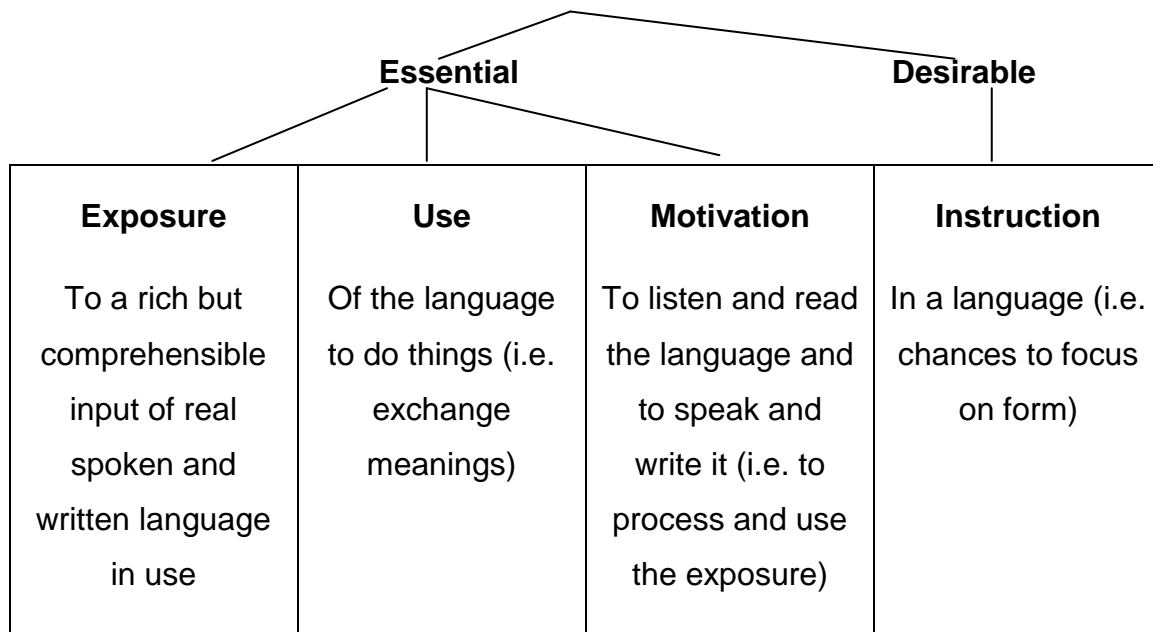 Essential
Desirable
Exposure
To a rich but
comprehensible
input of real
spoken and
written language
in use
Use
Of the language
to do things (i.e.
exchange
meanings)
Motivation
To listen and read
the language and
to speak and
write it (i.e. to
process and use
the exposure)
Instruction
In a language (i.e.
chances to focus
on form)